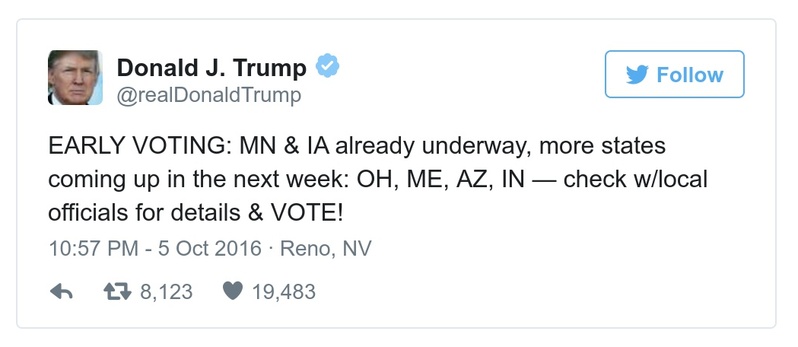 Donald J. Trump
@realDonaldTrump
Follow
EARLY VOTING: MN & IA already underway, more states
coming up in the next week: OH, ME, AZ, IN — check w/local
officials for details & VOTE!
10:57 PM - 5 Oct 2016 · Reno, NV
8,123 19,483